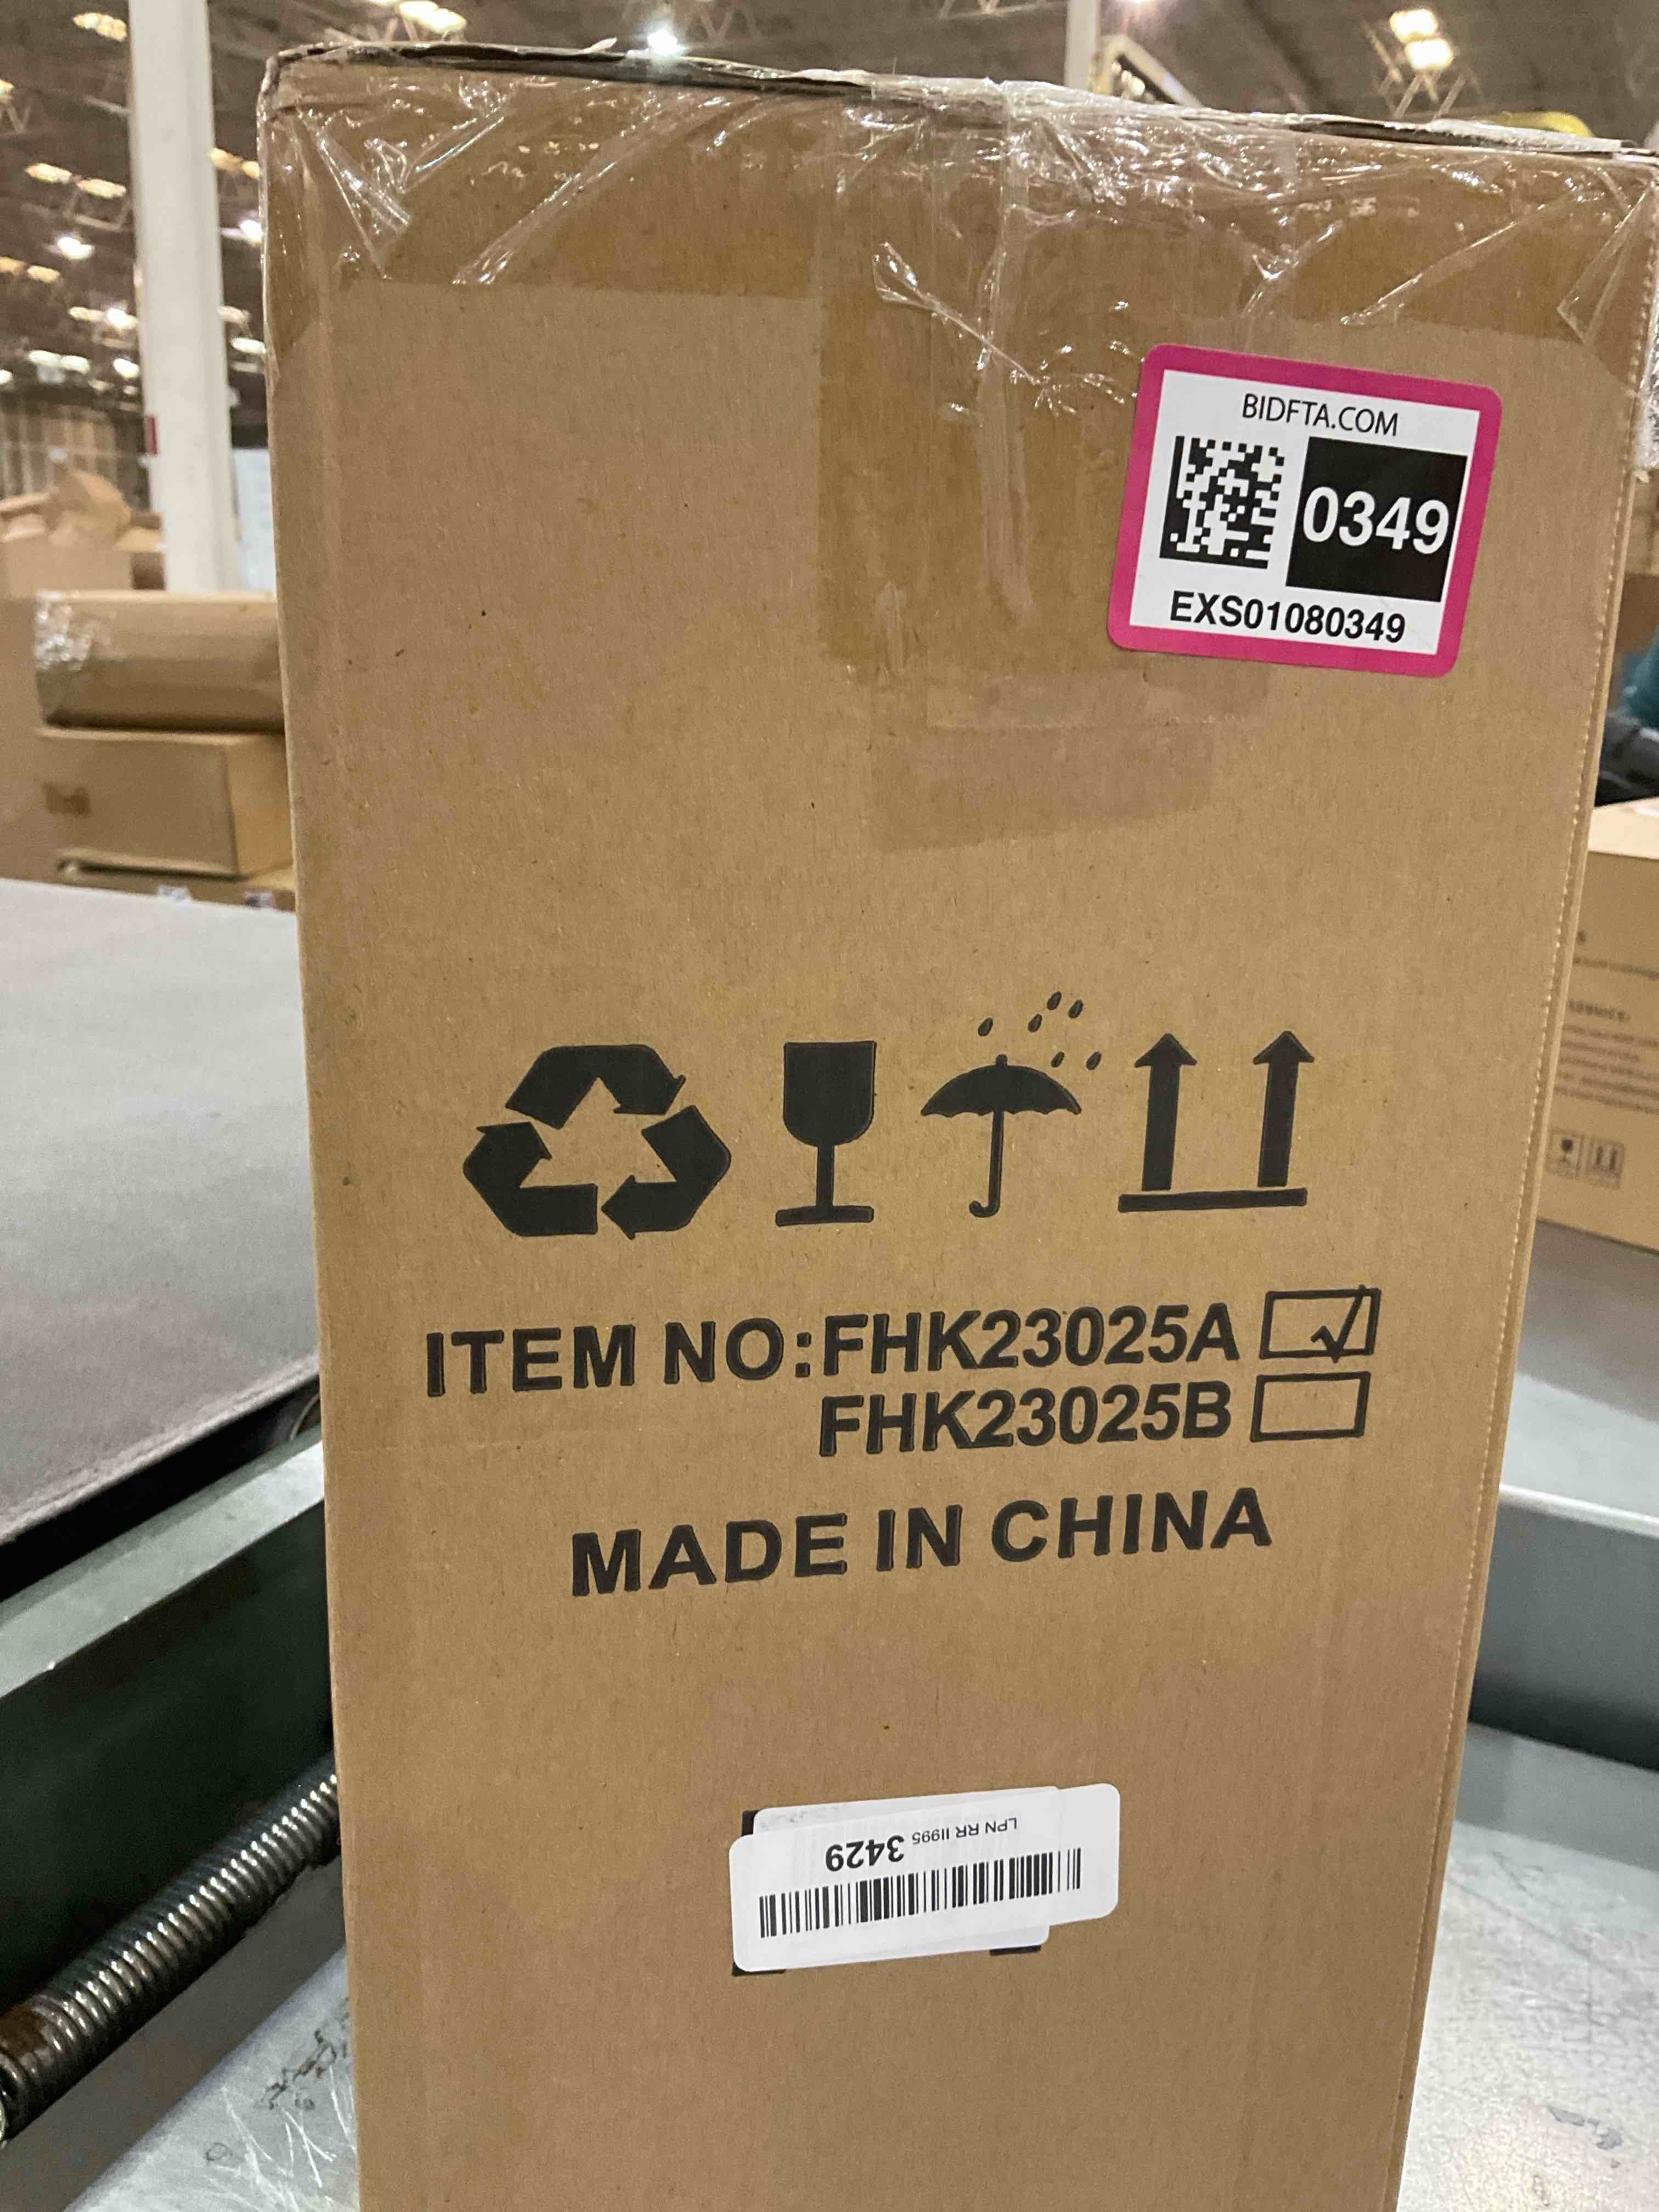 BIDFTA.COM
0349
EXS01080349
ITEM NO:FHK23025A
FHK23025B
MADE IN CHINA
LPN RR II995 3429